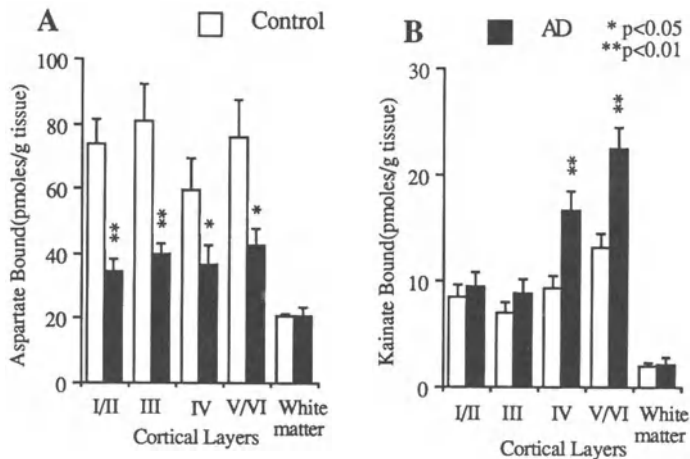 A
Control
Aspartate Bound(pmoles/g tissue)
100
80
60
40
20
0
**
**
*
*
I/II III IV V/VI White
matter
Cortical Layers
B
AD
* p<0.05
**p<0.01
Kainate Bound(pmoles/g tissue)
30
20
10
0
**
**
I/II III IV V/VI White
matter
Cortical Layers